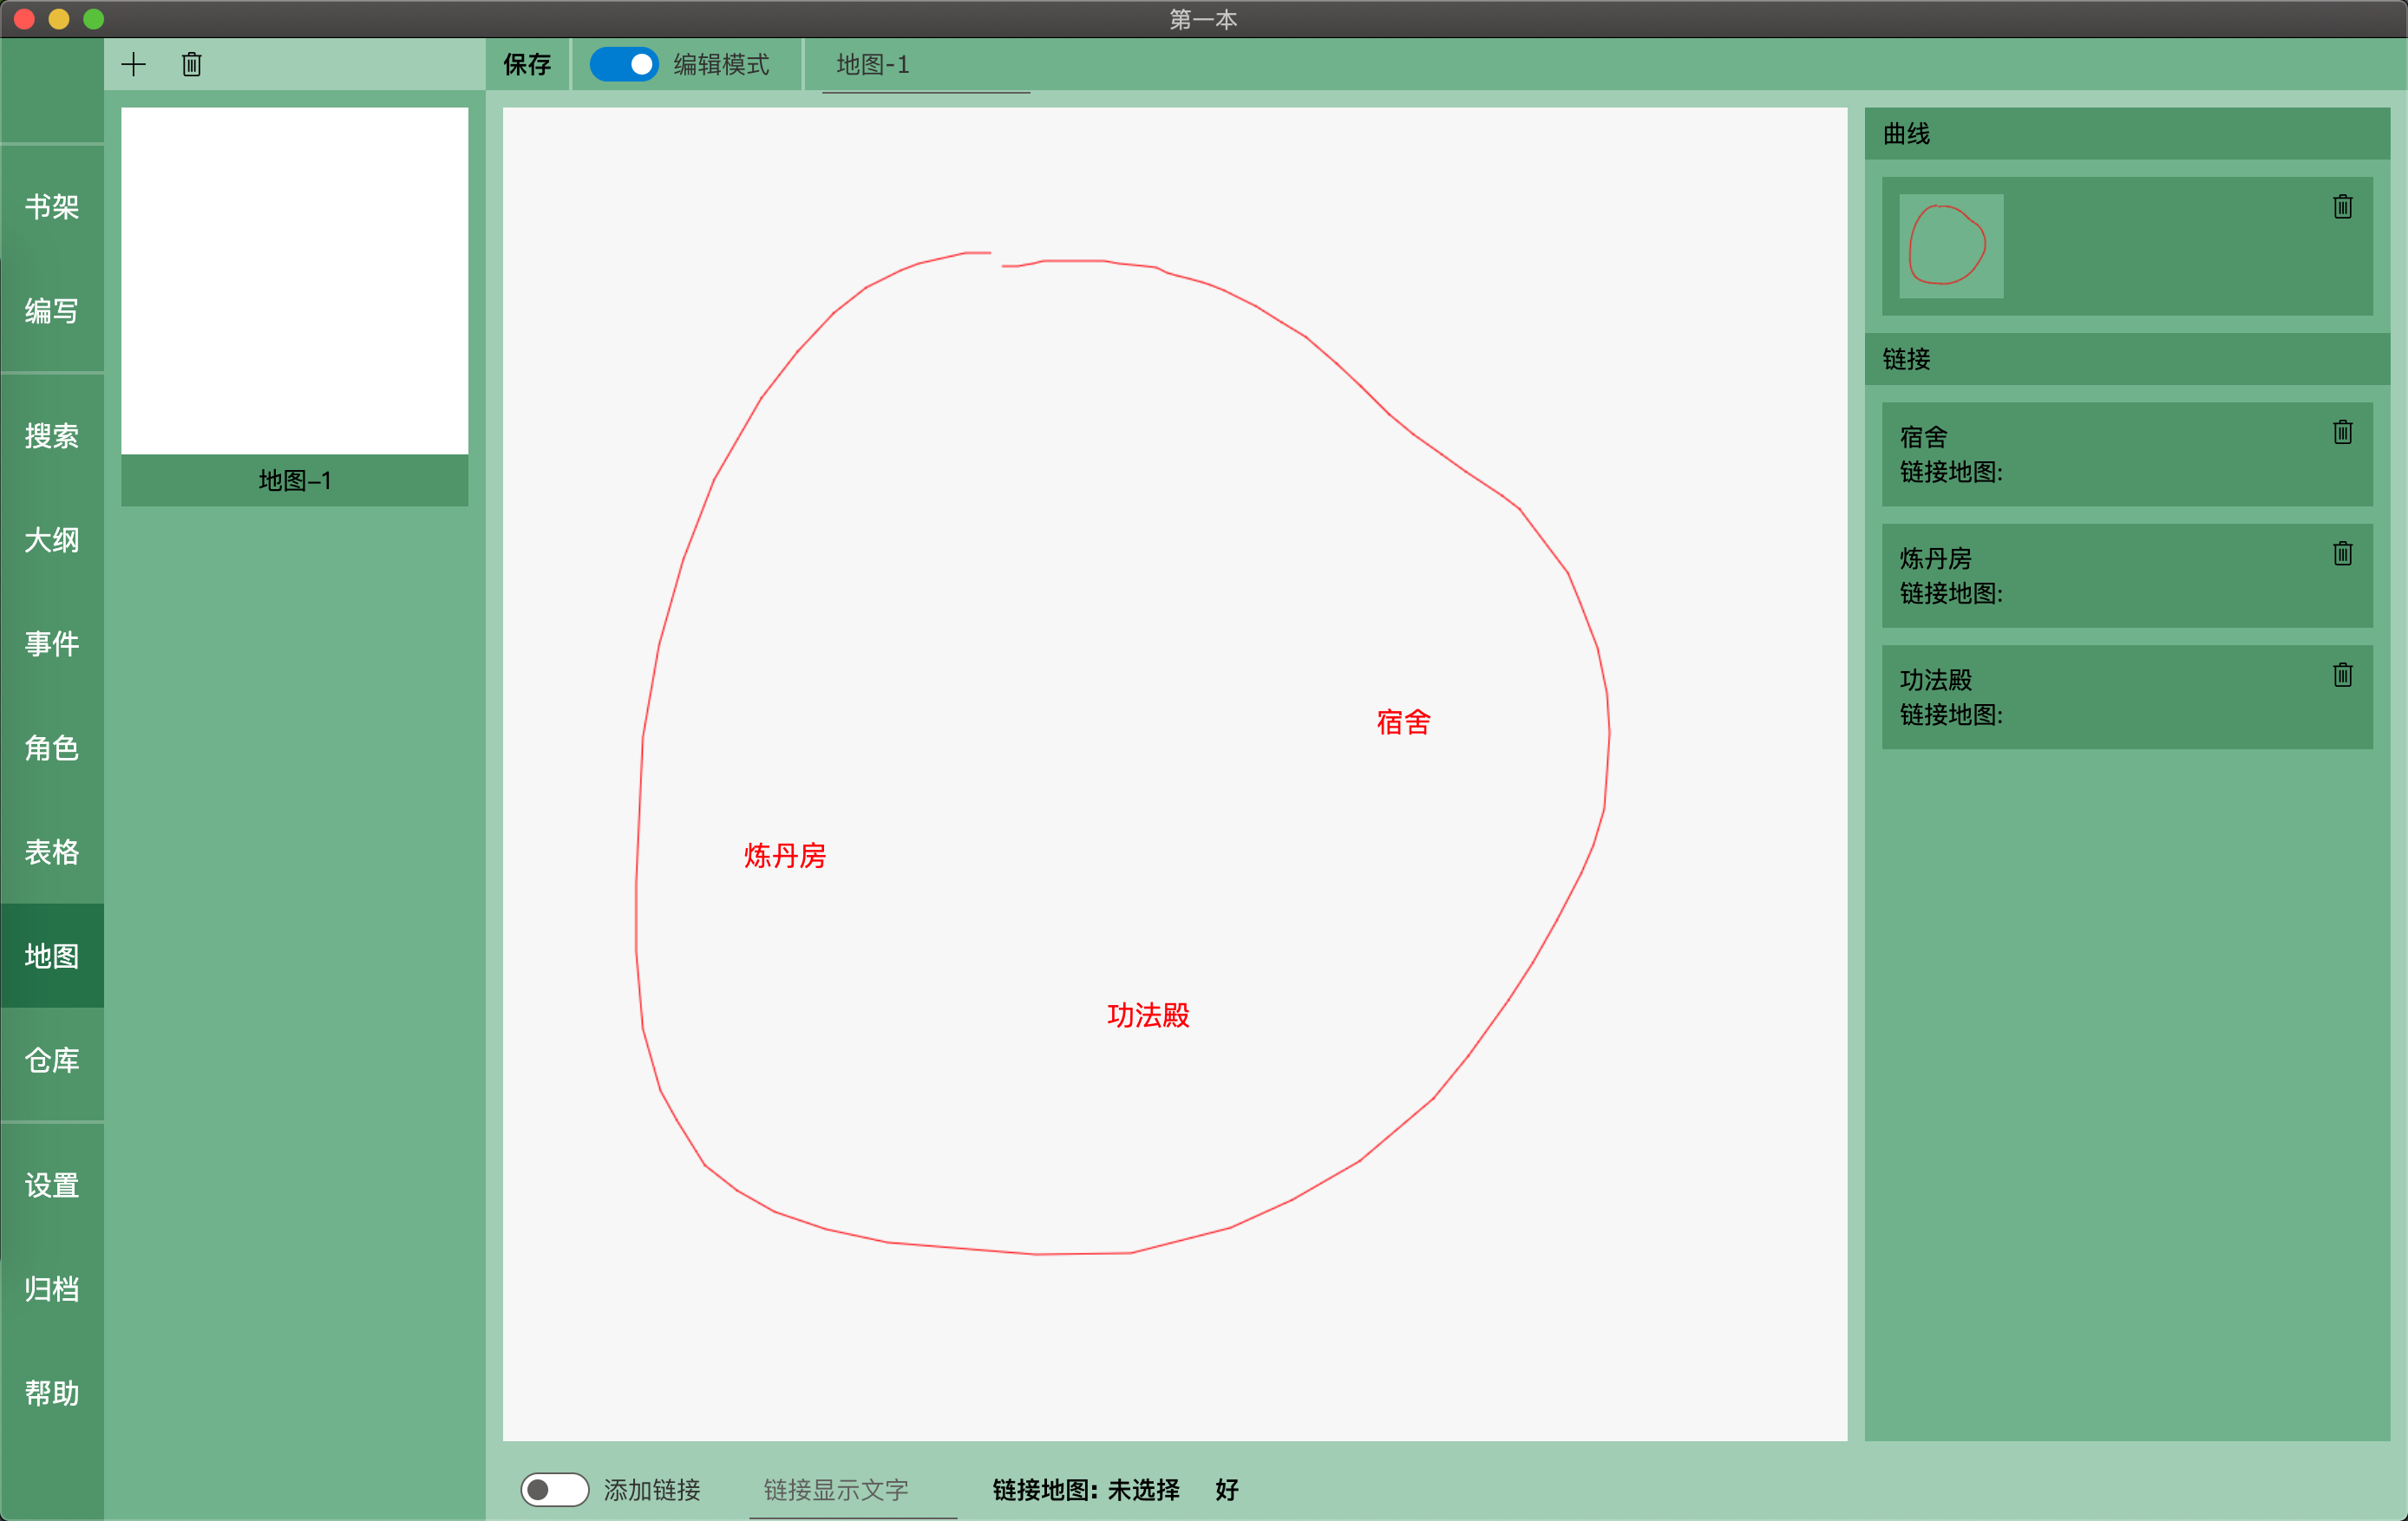 第一本
保存
编辑模式
地图-1
书架
编写
搜索
大纲
事件
角色
表格
地图
仓库
设置
归档
帮助
地图-1
宿舍
炼丹房
功法殿
曲线
链接
宿舍
链接地图:
炼丹房
链接地图:
功法殿
链接地图:
添加链接
链接显示文字
链接地图: 未选择
好